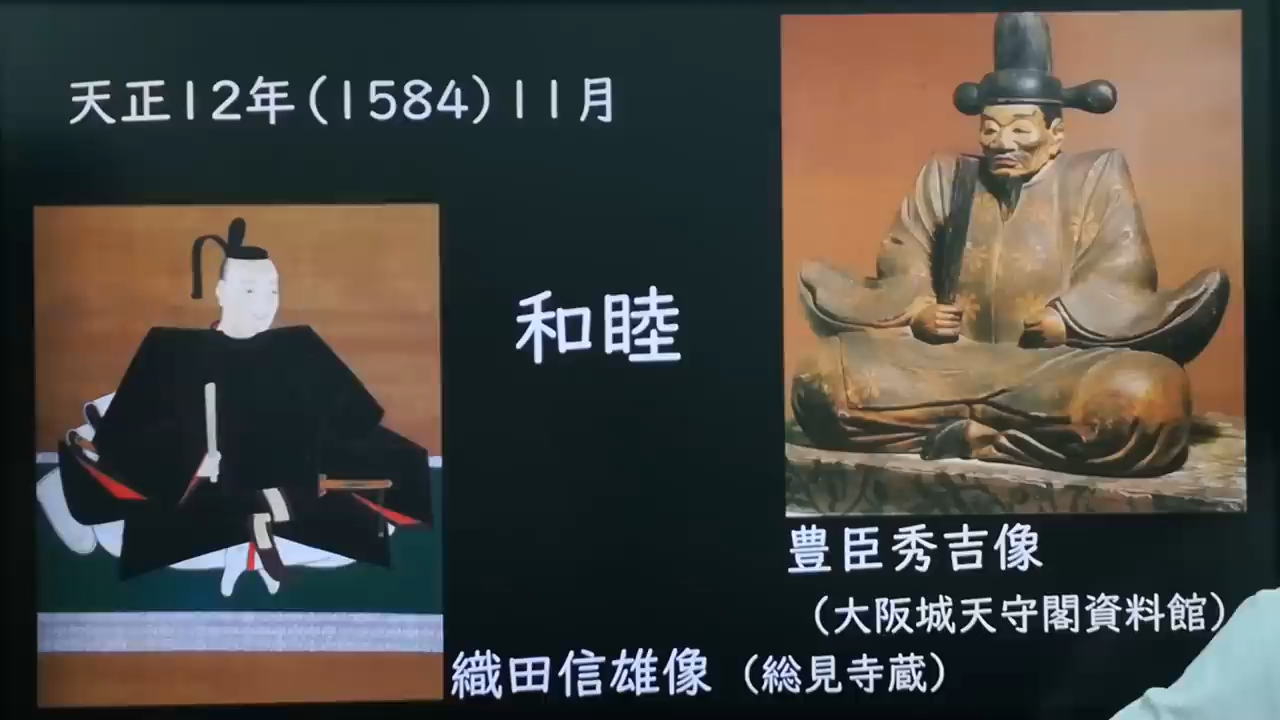 天正12年(1584)11月
和睦
豊臣秀吉像
(大阪城天守閣資料館)
織田信雄像 (総見寺蔵)